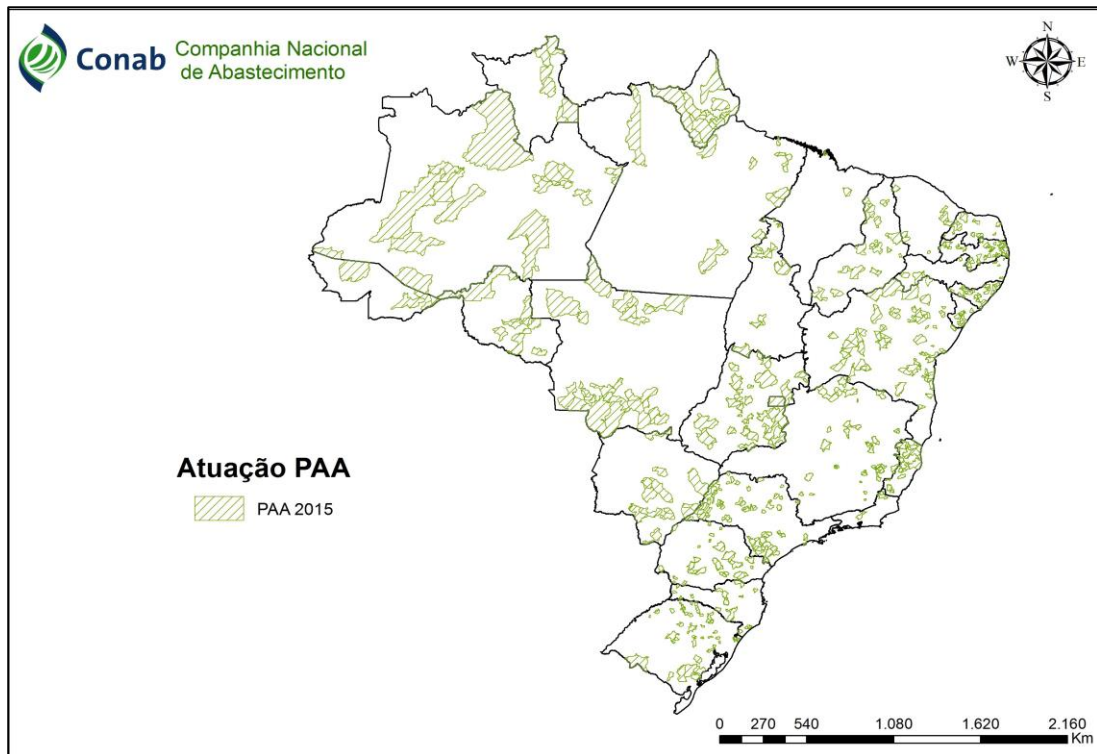 Conab Companhia Nacional
de Abastecimento
N
W E
S
Atuação PAA
PAA 2015
0 270 540 1.080 1.620 2.160
Km